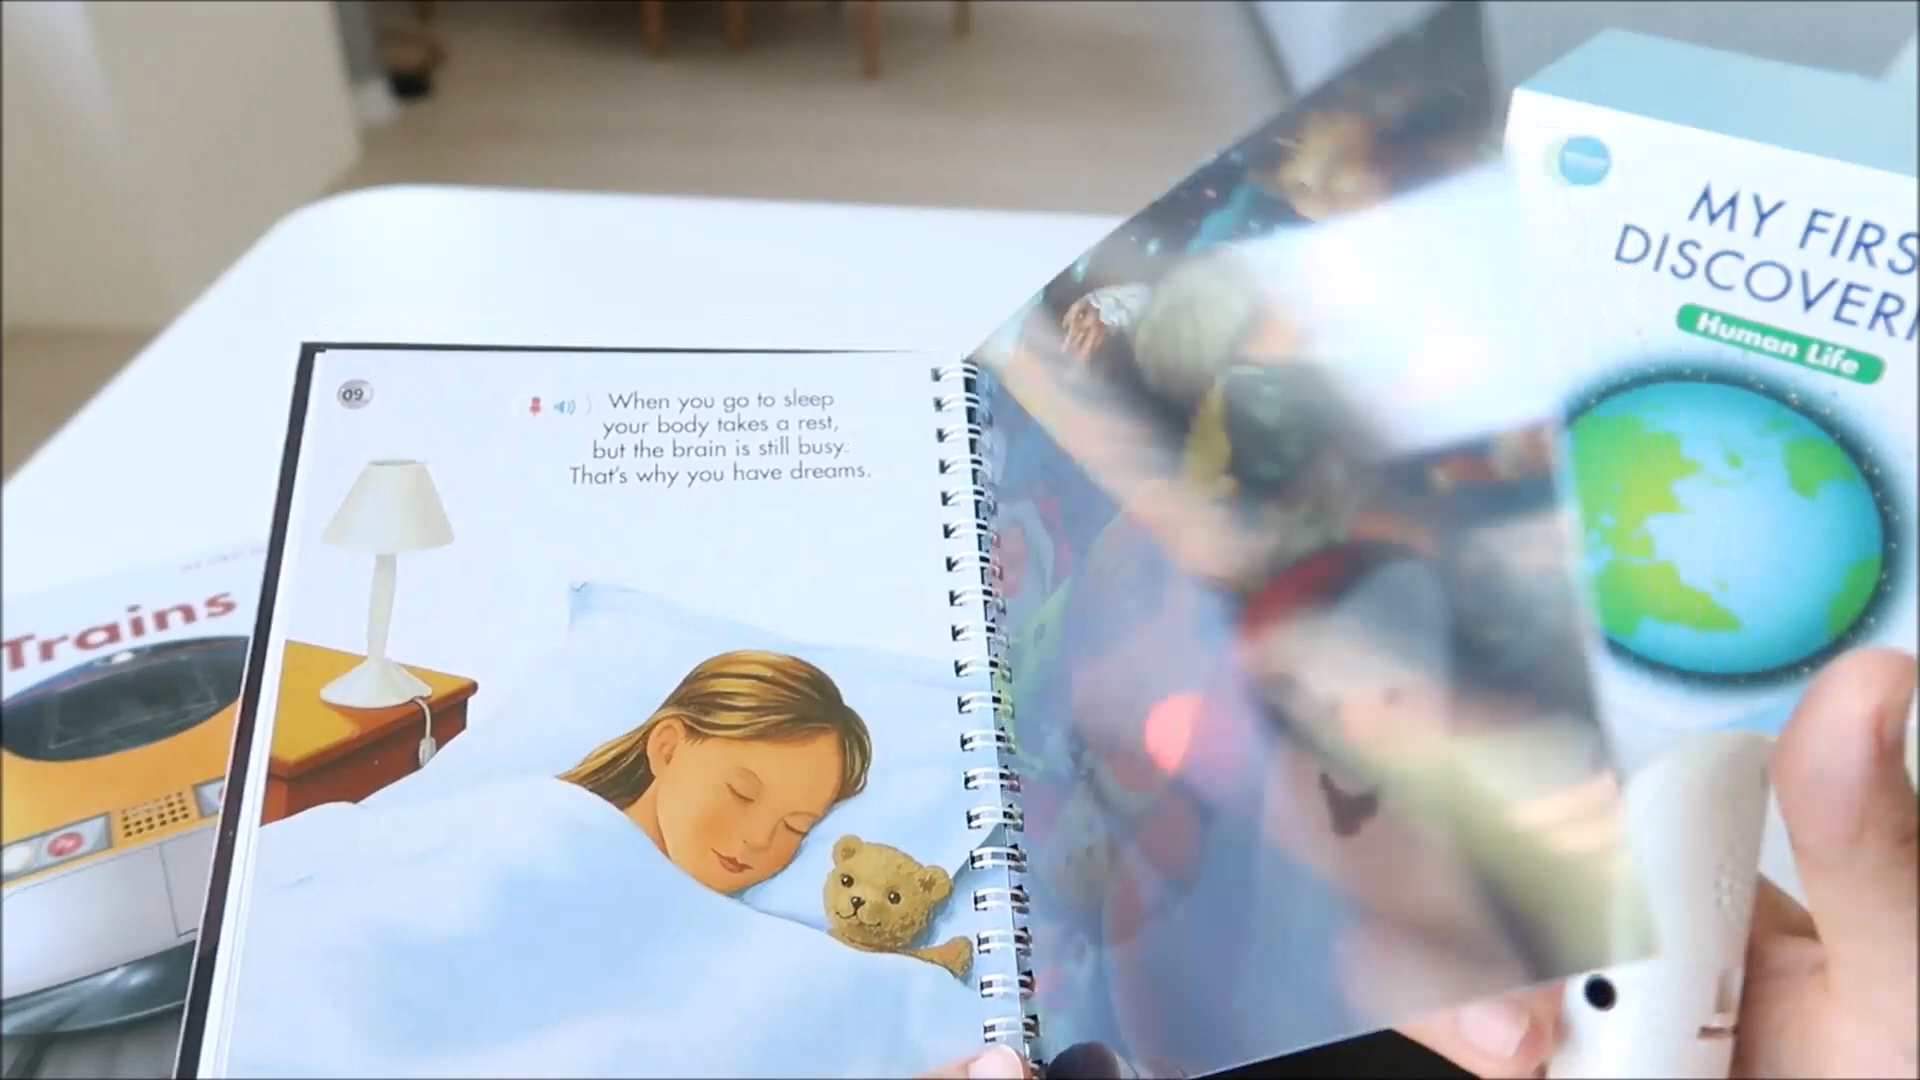 09
When you go to sleep
your body takes a rest,
but the brain is still busy.
That's why you have dreams.
MY FIRS
DISCOVER
Human Life
Trains